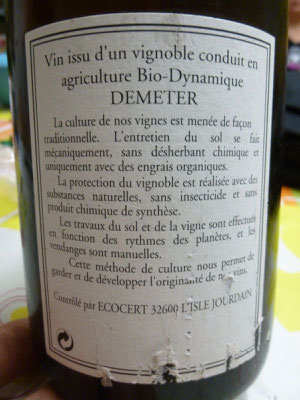 Vin issu d'un vignoble conduit en
agriculture Bio-Dynamique
DEMETER
La culture de nos vignes est menée de façon
traditionnelle. L'entretien du sol se fait
mécaniquement, sans désherbant chimique et
uniquement avec des engrais organiques.
La protection du vignoble est réalisée avec des
substances naturelles, sans insecticide et sans
produit chimique de synthèse.
Les travaux du sol et de la vigne sont effectués
en fonction des rythmes des planètes, et les
vendanges sont manuelles.
Cette méthode de culture nous permet de
garder et de développer l'originalité de nos vins.
Contrôlé par ECOCERT 32600 L'ISLE JOURDAIN